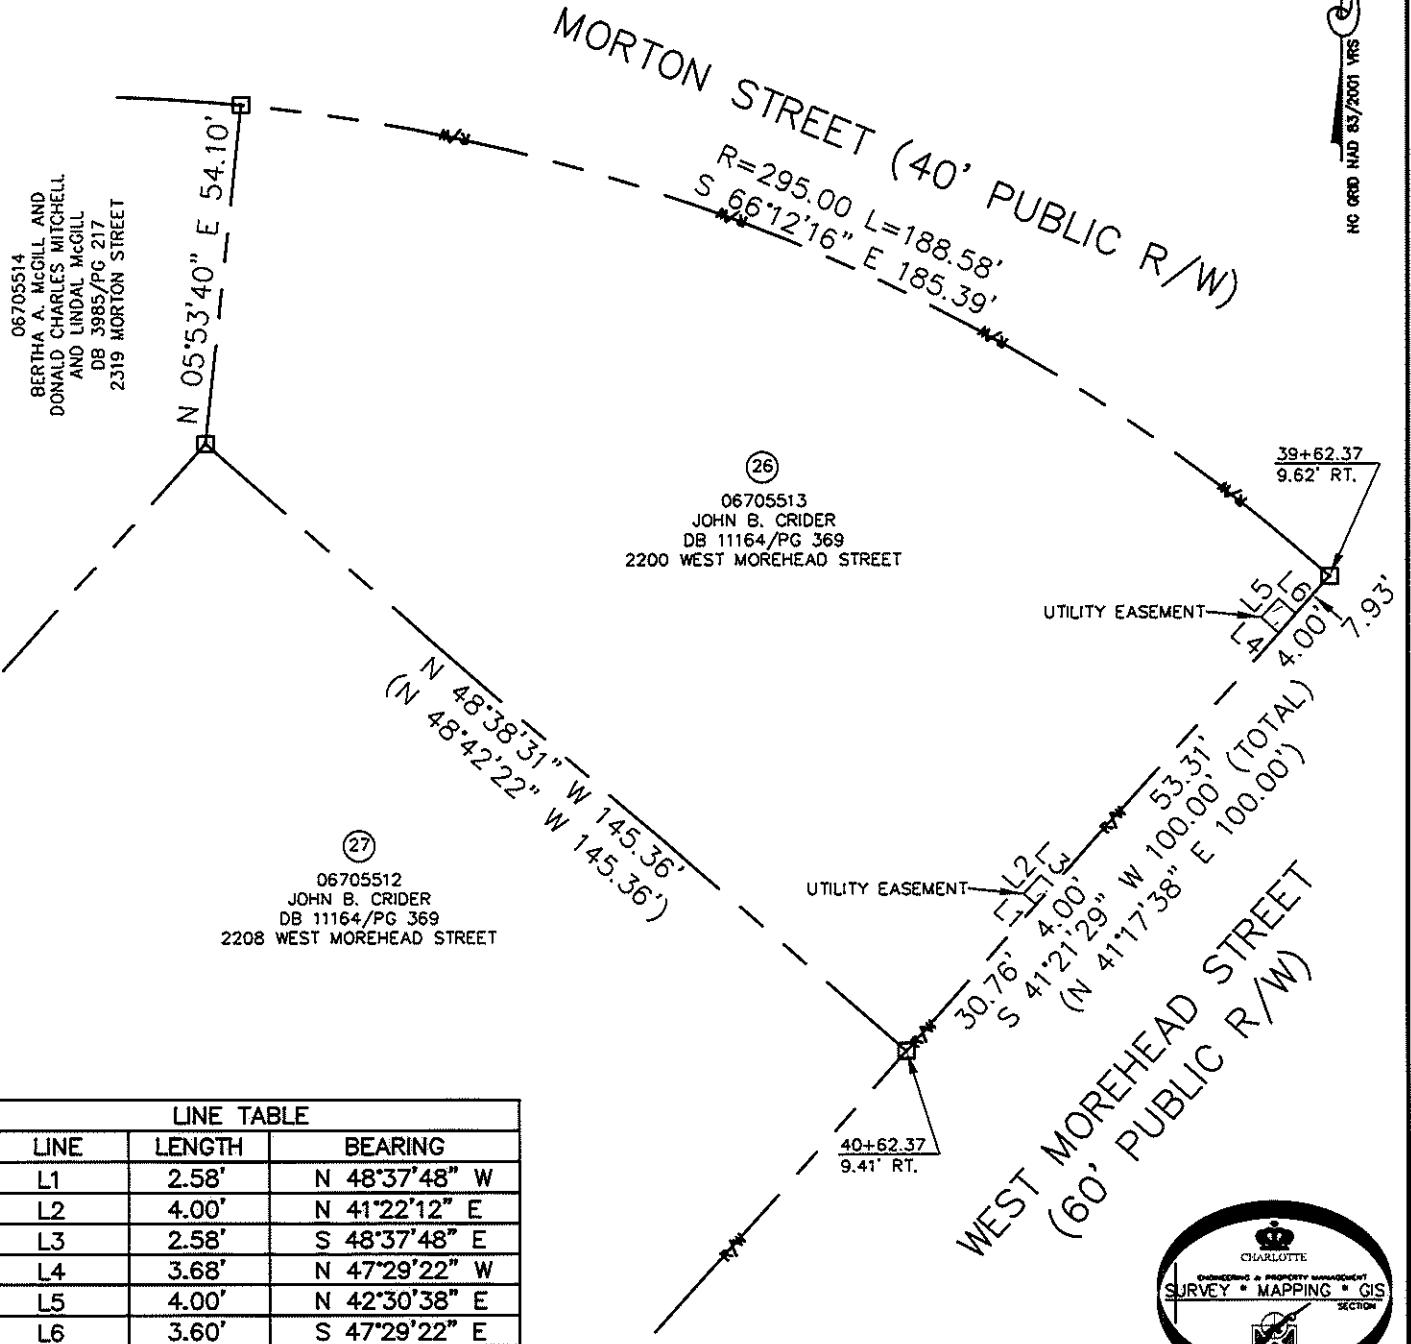 MORTON STREET (40' PUBLIC R/W)
R=295.00 L=188.58'
S 66°12'16" E 185.39'
NC GRID NAD 83/2001 VRS
N 05°53'40" E 54.10'
06705514
BERTHA A. McGILL AND
DONALD CHARLES MITCHELL
AND LINDAL McGILL
DB 3985/PG 217
2319 MORTON STREET
26
06705513
JOHN B. CRIDER
DB 11164/PG 369
2200 WEST MOREHEAD STREET
39+62.37
9.62' RT.
UTILITY EASEMENT
L5
L6
L4
4.00'
7.93'
N 48°38'31" W 145.36'
(N 48°42'22" W 145.36')
27
06705512
JOHN B. CRIDER
DB 11164/PG 369
2208 WEST MOREHEAD STREET
UTILITY EASEMENT
L2
L3
L1
30.76' 4.00' 53.31'
S 41°21'29" W 100.00' (TOTAL)
(N 41°17'38" E 100.00')
R/W
R/W
R/W
40+62.37
9.41' RT.
WEST MOREHEAD STREET
(60' PUBLIC R/W)
LINE TABLE
LINE LENGTH BEARING
L1 2.58' N 48°37'48" W
L2 4.00' N 41°22'12" E
L3 2.58' S 48°37'48" E
L4 3.68' N 47°29'22" W
L5 4.00' N 42°30'38" E
L6 3.60' S 47°29'22" E
CHARLOTTE
ENGINEERING & PROPERTY MANAGEMENT
SURVEY * MAPPING * GIS
SECTION